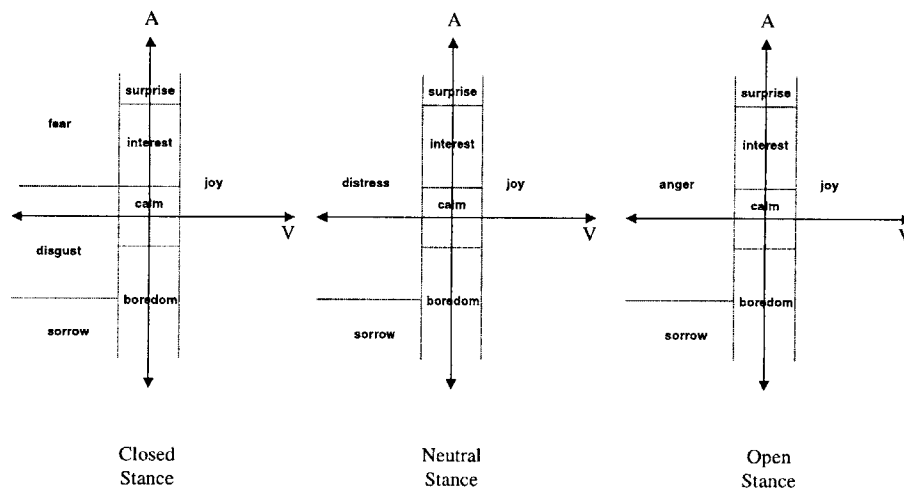 A
surprise
fear
interest
joy
calm
V
disgust
boredom
sorrow
Closed
Stance
A
surprise
interest
distress
joy
calm
V
boredom
sorrow
Neutral
Stance
A
surprise
interest
anger
joy
calm
V
boredom
sorrow
Open
Stance